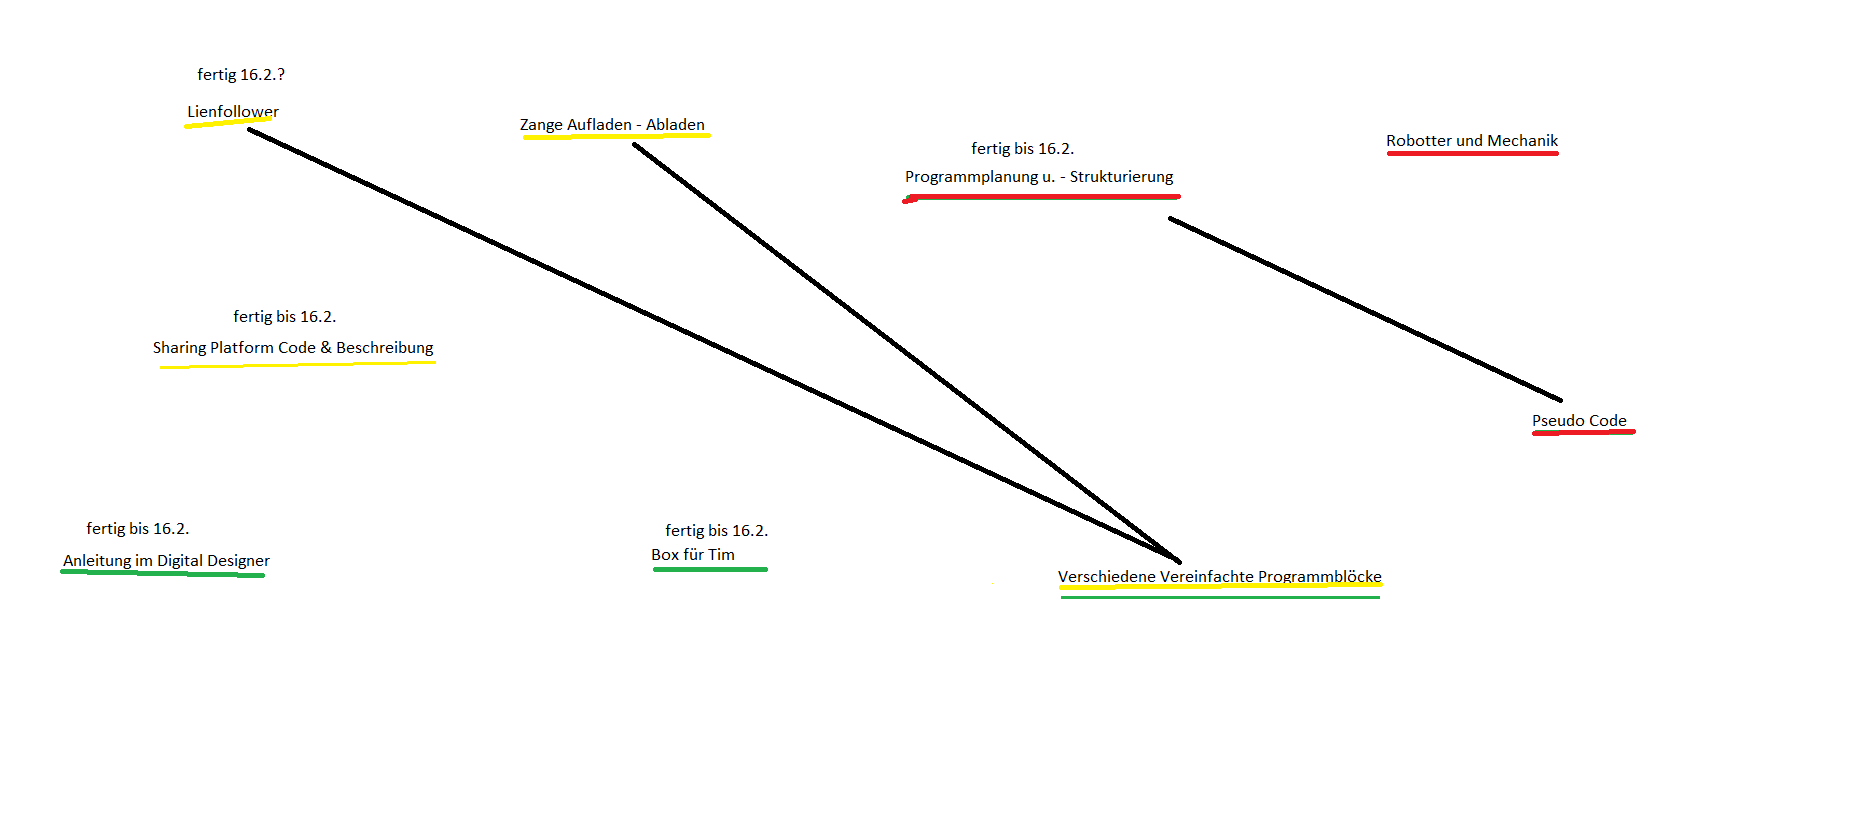 fertig 16.2.?
Lienfollower
Zange Aufladen - Abladen
fertig bis 16.2.
Programmplanung u. - Strukturierung
Robotter und Mechanik
fertig bis 16.2.
Sharing Platform Code & Beschreibung
Pseudo Code
fertig bis 16.2.
Anleitung im Digital Designer
fertig bis 16.2.
Box für Tim
Verschiedene Vereinfachte Programmblöcke